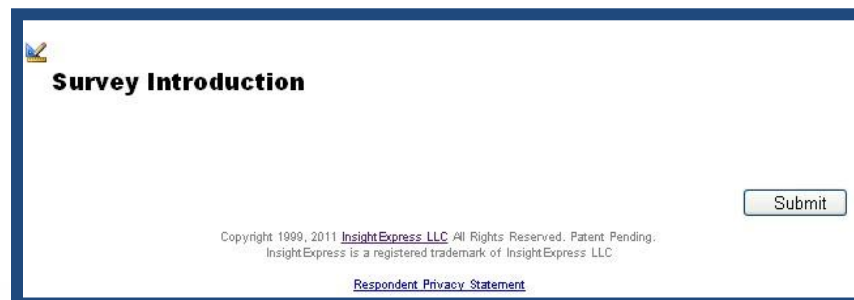 Survey Introduction
Submit
Copyright 1999, 2011 InsightExpress LLC All Rights Reserved. Patent Pending.
InsightExpress is a registered trademark of InsightExpress LLC
Respondent Privacy Statement